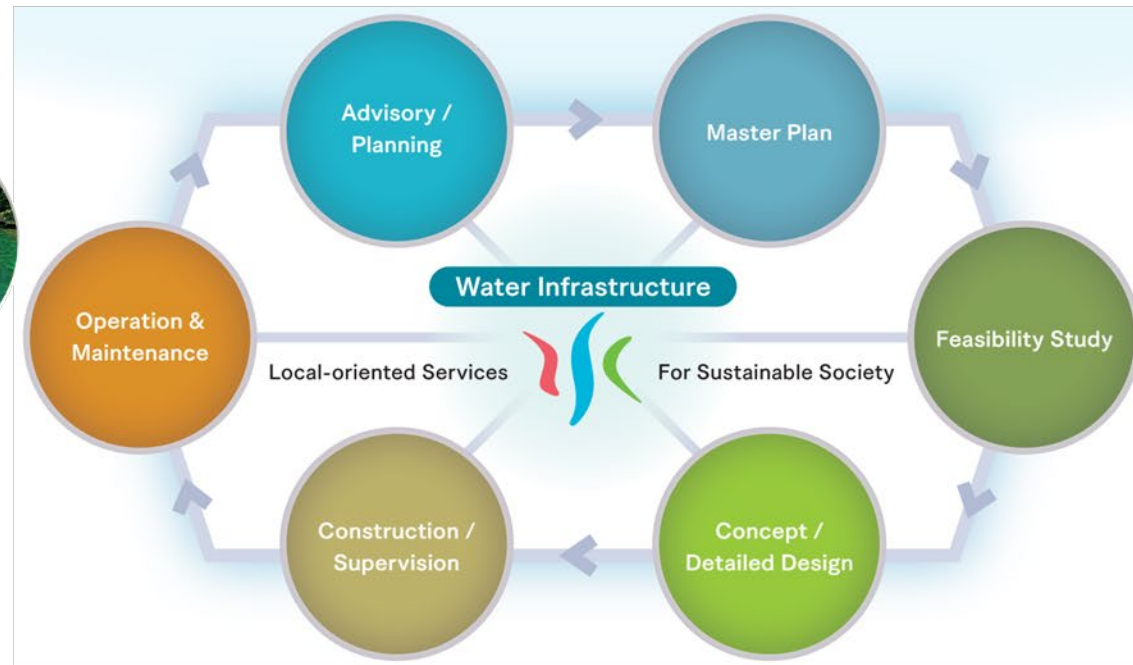 Advisory /
Planning
Master Plan
Water Infrastructure
Operation &
Maintenance
Feasibility Study
Local-oriented Services
For Sustainable Society
Construction /
Supervision
Concept /
Detailed Design